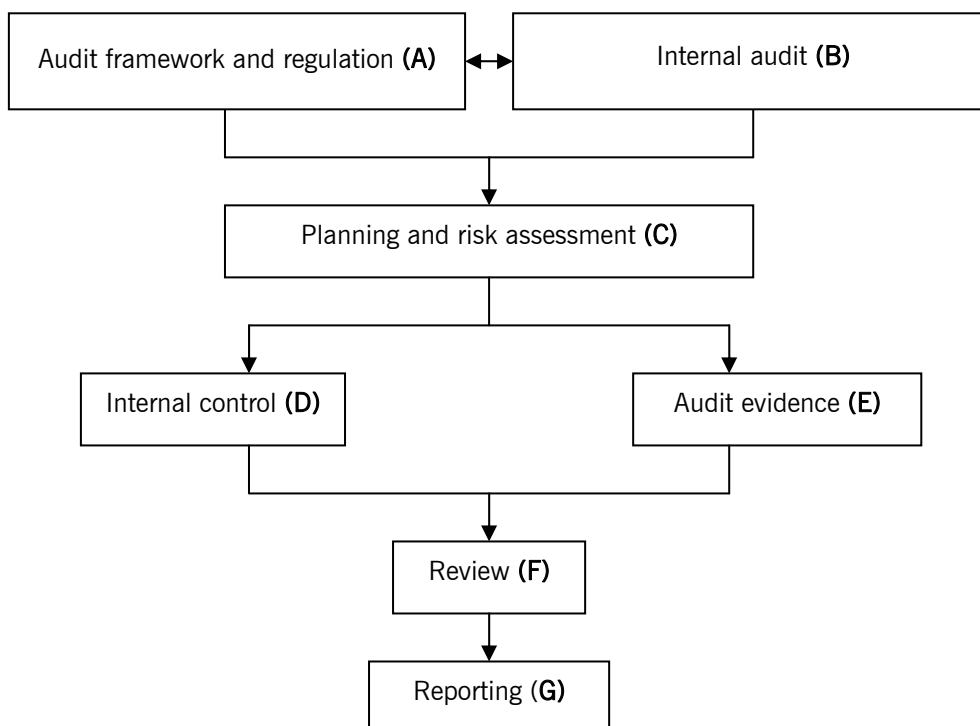 Audit framework and regulation (A)
Internal audit (B)
Planning and risk assessment (C)
Internal control (D)
Audit evidence (E)
Review (F)
Reporting (G)